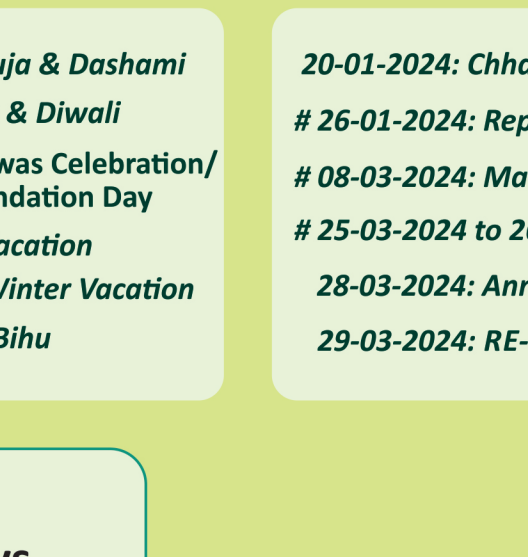 uja & Dashami
& Diwali
was Celebration/
ndation Day
acation
Winter Vacation
Bihu
20-01-2024: Chha
# 26-01-2024: Rep
# 08-03-2024: Ma
# 25-03-2024 to 2
28-03-2024: Ann
29-03-2024: RE-